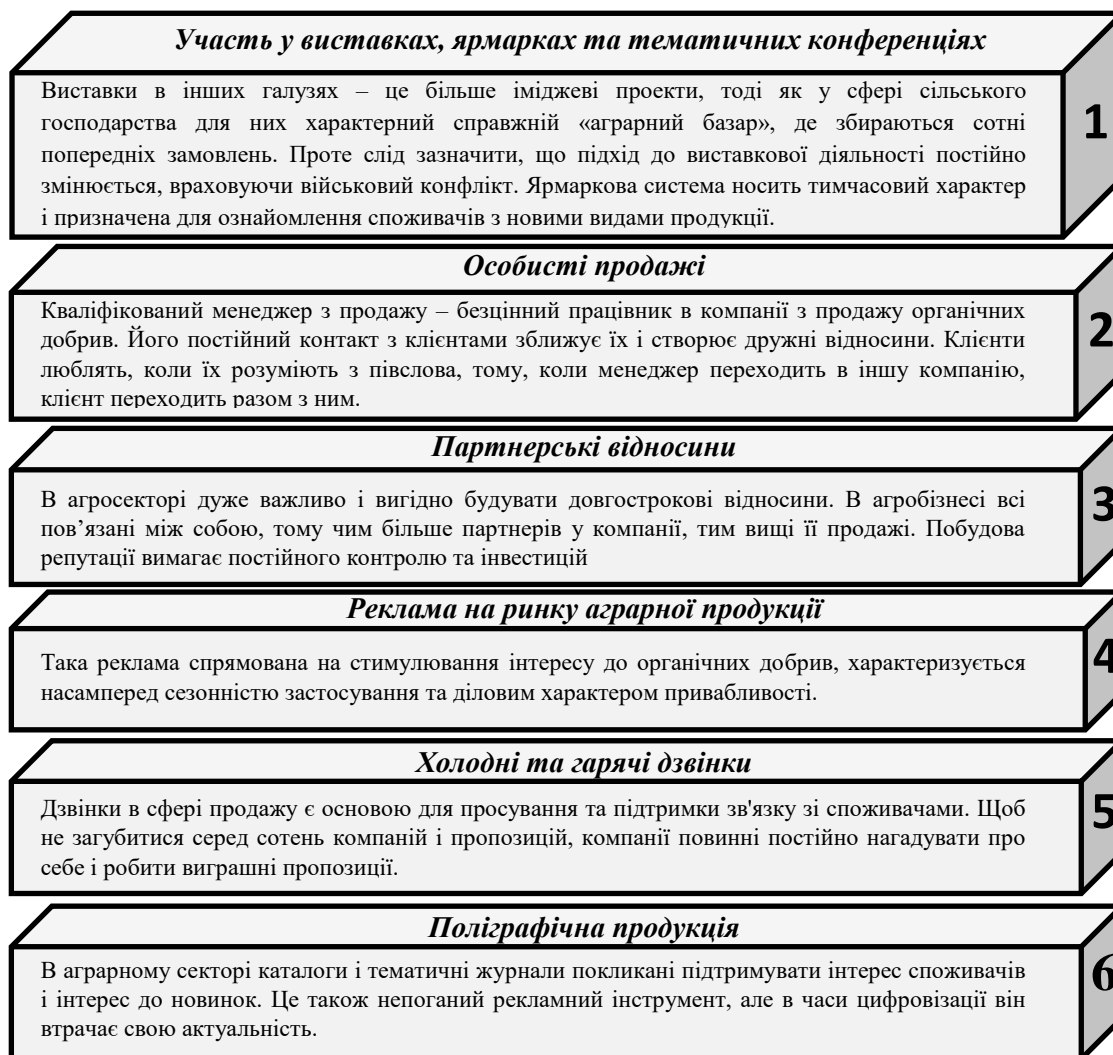 Участь у виставках, ярмарках та тематичних конференціях
Виставки в інших галузях – це більше іміджеві проекти, тоді як у сфері сільського
господарства для них характерний справжній «аграрний базар», де збираються сотні
попередніх замовлень. Проте слід зазначити, що підхід до виставкової діяльності постійно
змінюється, враховуючи військовий конфлікт. Ярмаркова система носить тимчасовий характер
і призначена для ознайомлення споживачів з новими видами продукції.
1
Особисті продажі
Кваліфікований менеджер з продажу – безцінний працівник в компанії з продажу органічних
добрив. Його постійний контакт з клієнтами зближує їх і створює дружні відносини. Клієнти
люблять, коли їх розуміють з півслова, тому, коли менеджер переходить в іншу компанію,
клієнт переходить разом з ним.
2
Партнерські відносини
В агросекторі дуже важливо і вигідно будувати довгострокові відносини. В агробізнесі всі
пов’язані між собою, тому чим більше партнерів у компанії, тим вищі її продажі. Побудова
репутації вимагає постійного контролю та інвестицій
3
Реклама на ринку аграрної продукції
Така реклама спрямована на стимулювання інтересу до органічних добрив, характеризується
насамперед сезонністю застосування та діловим характером привабливості.
4
Холодні та гарячі дзвінки
Дзвінки в сфері продажу є основою для просування та підтримки зв'язку зі споживачами. Щоб
не загубитися серед сотень компаній і пропозицій, компанії повинні постійно нагадувати про
себе і робити виграшні пропозиції.
5
Поліграфічна продукція
В аграрному секторі каталоги і тематичні журнали покликані підтримувати інтерес споживачів
і інтерес до новинок. Це також непоганий рекламний інструмент, але в часи цифровізації він
втрачає свою актуальність.
6